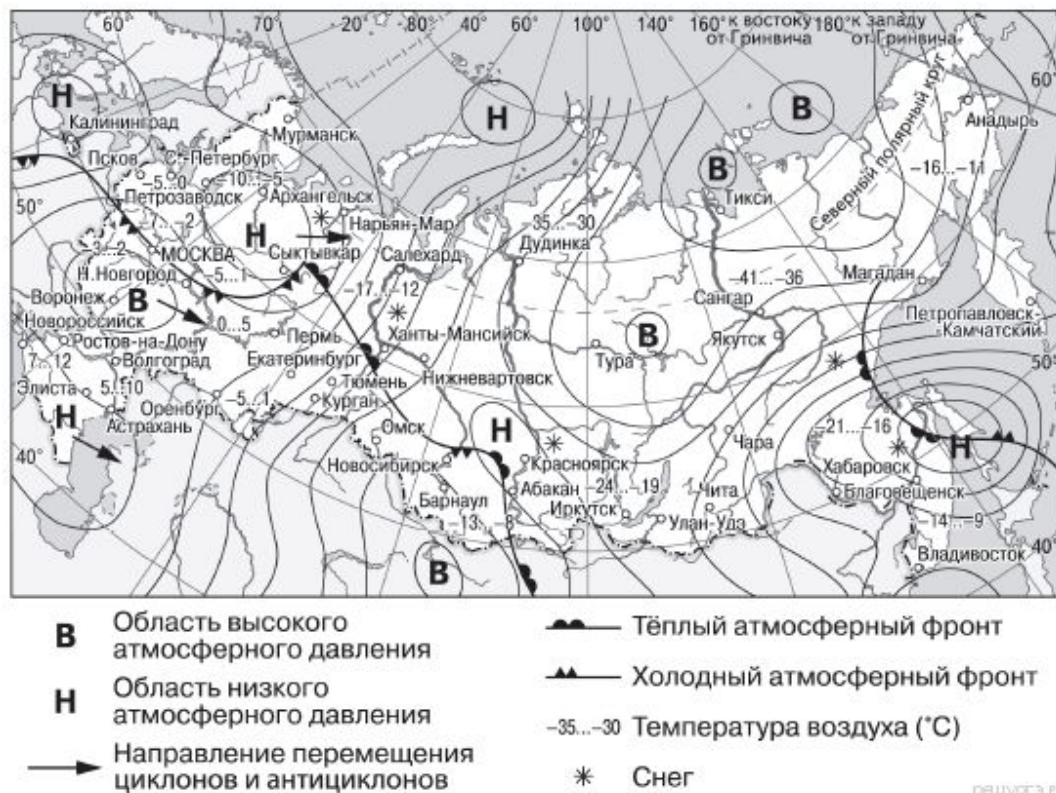 60° 70° 20° 40° 60° 100° 140° 160° к востоку от Гринвича 180° к западу от Гринвича
60°
Н
Калининград
Мурманск
Н
В
В
Анадырь
Северный полярный круг
Псков
С.-Петербург
−5...0
−10...−5
Петрозаводск
Архангельск
Тикси
−16...−11
50°
−7...−2
Н
Нарьян-Мар
−35...−30
Дудинка
−3...2
МОСКВА
Сыктывкар
Салехард
Магадан
Н.Новгород
−5...1
−17...−12
−41...−36
Сангар
Воронеж
В
Петропавловск-
Камчатский
Новороссийск
0...5
Пермь
Ханты-Мансийск
Тура
В
Якутск
Ростов-на-Дону
Волгоград
Екатеринбург
Нижневартовск
50°
7...12
Тюмень
Элиста
5...10
Оренбург
−5...1
Курган
Астрахань
Н
Омск
Н
Чара
−21...−16
Н
40°
Новосибирск
Красноярск
Хабаровск
Барнаул
Абакан
−24...−19
Чита
Благовещенск
Иркутск
Улан-Удэ
−13...−8
−14...−9
В
Владивосток
40°
В Область высокого
атмосферного давления
Н Область низкого
атмосферного давления
Направление перемещения
циклонов и антициклонов
Тёплый атмосферный фронт
Холодный атмосферный фронт
−35...−30 Температура воздуха (°C)
Снег